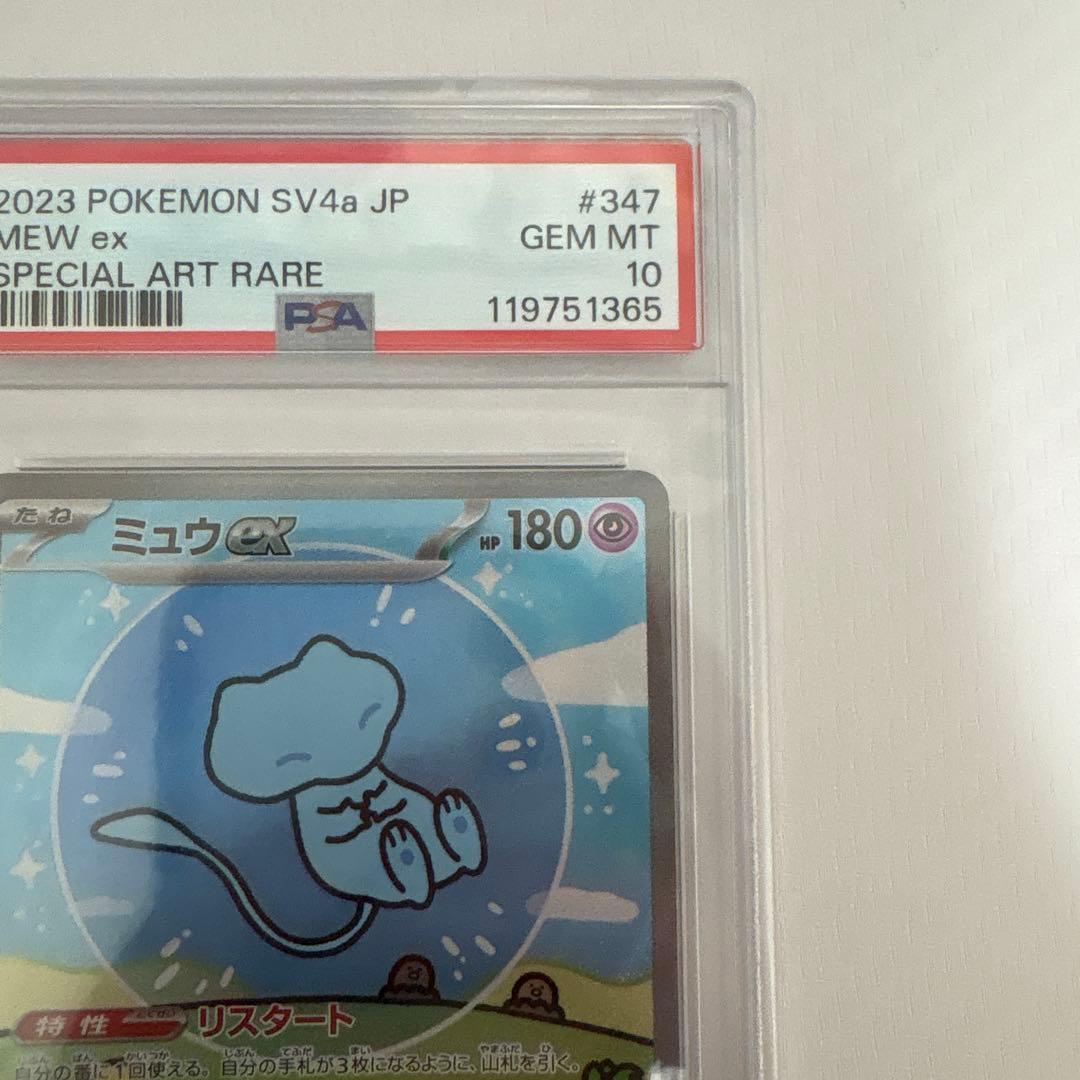 2023 POKEMON SV4a JP #347
MEW ex GEM MT
SPECIAL ART RARE 10
PSA 119751365
たね ミュウex HP 180
特性 リスタート
自分の番に1回使える。自分の手札が3枚になるように、山札を引く。